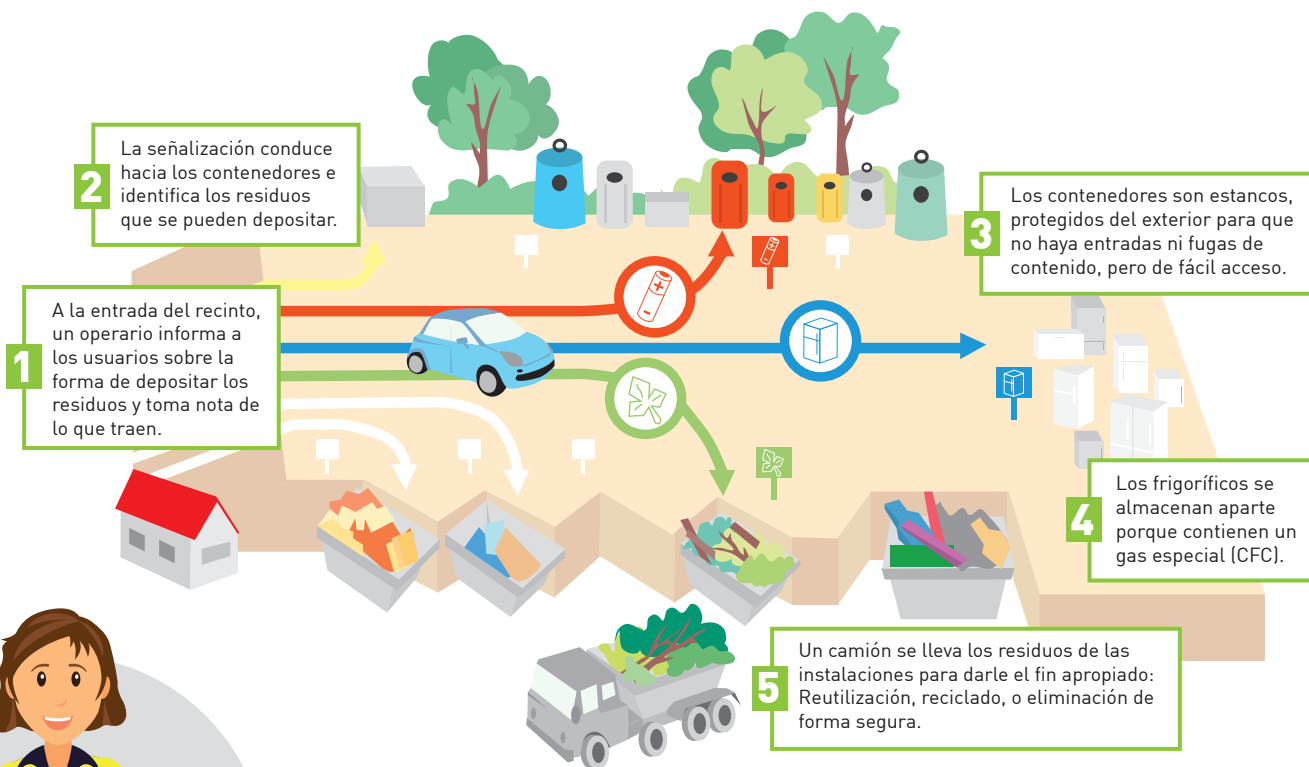 1
A la entrada del recinto,
un operario informa a
los usuarios sobre la
forma de depositar los
residuos y toma nota de
lo que traen.
2
La señalización conduce
hacia los contenedores e
identifica los residuos
que se pueden depositar.
3
Los contenedores son estancos,
protegidos del exterior para que
no haya entradas ni fugas de
contenido, pero de fácil acceso.
4
Los frigoríficos se
almacenan aparte
porque contienen un
gas especial (CFC).
5
Un camión se lleva los residuos de las
instalaciones para darle el fin apropiado:
Reutilización, reciclado, o eliminación de
forma segura.